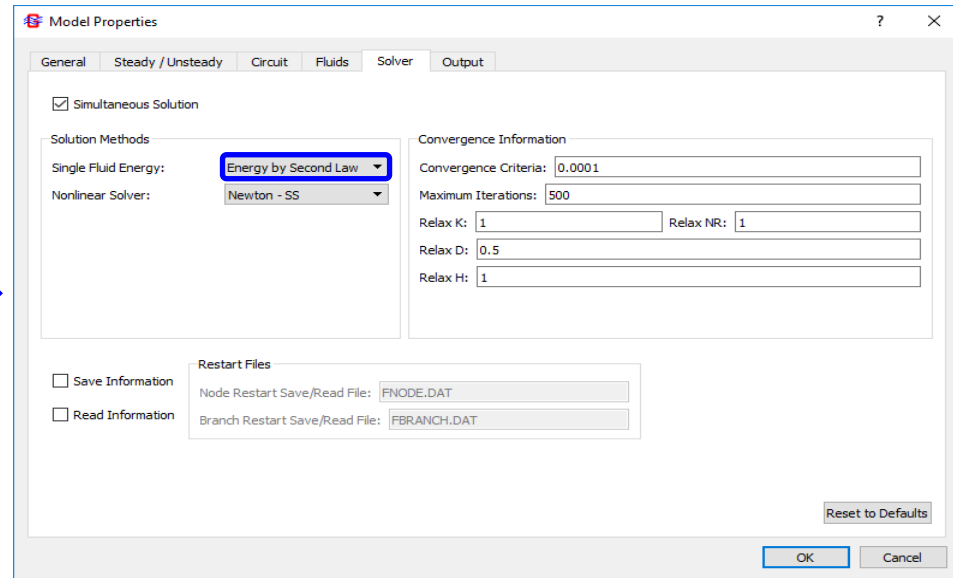 Model Properties ? ×
General Steady / Unsteady Circuit Fluids Solver Output
Simultaneous Solution
Solution Methods
Single Fluid Energy: Energy by Second Law
Nonlinear Solver: Newton - SS
Convergence Information
Convergence Criteria: 0.0001
Maximum Iterations: 500
Relax K: 1 Relax NR: 1
Relax D: 0.5
Relax H: 1
Save Information
Read Information
Restart Files
Node Restart Save/Read File: FNODE.DAT
Branch Restart Save/Read File: FBRANCH.DAT
Reset to Defaults
OK Cancel